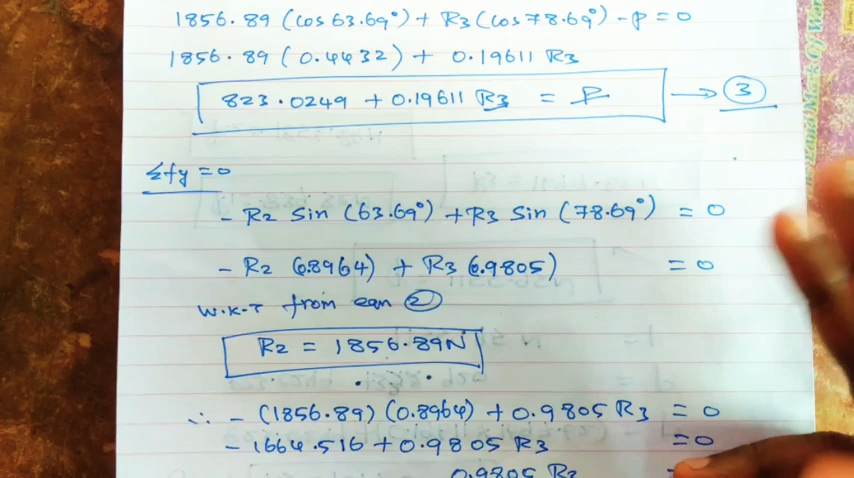 1856.89 (cos 63.69°) + R3 (cos 78.69°) - P = 0
1856.89 (0.4432) + 0.19611 R3
823.0249 + 0.19611 R3 = P → 3
Σfy = 0
- R2 Sin (63.69°) + R3 Sin (78.69°) = 0
- R2 (0.8964) + R3 (0.9805) = 0
W.K.T from eqn 2
R2 = 1856.89N
∴ - (1856.89) (0.8964) + 0.9805 R3 = 0
- 1664.516 + 0.9805 R3 = 0
0.9805 R3 =